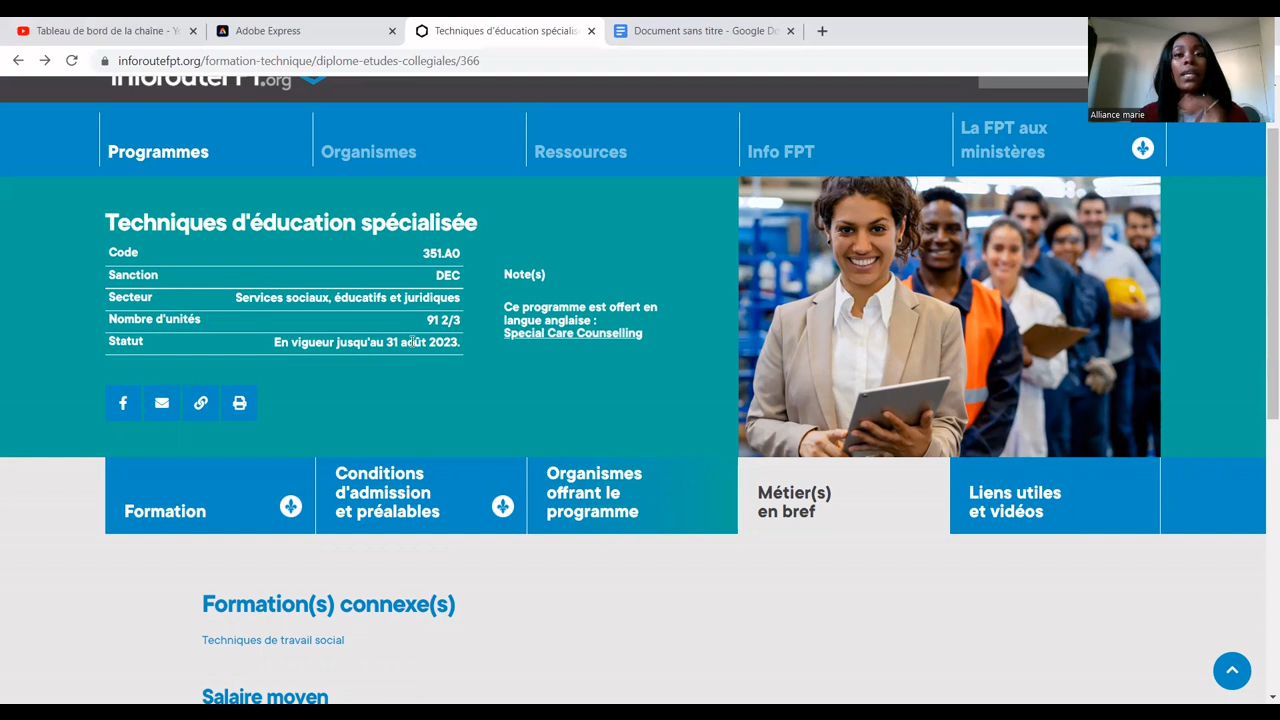 Tableau de bord de la chaîne - Y
Adobe Express
Techniques d'éducation spécialis
Document sans titre - Google Do
inforoutefpt.org/formation-technique/diplome-etudes-collegiales/366
inforouteFPT.org
Alliance marie
Programmes
Organismes
Ressources
Info FPT
La FPT aux
ministères
Techniques d'éducation spécialisée
Code 351.A0
Sanction DEC
Secteur Services sociaux, éducatifs et juridiques
Nombre d'unités 91 2/3
Statut En vigueur jusqu'au 31 août 2023.
Note(s)
Ce programme est offert en
langue anglaise :
Special Care Counselling
Formation
Conditions
d'admission
et préalables
Organismes
offrant le
programme
Métier(s)
en bref
Liens utiles
et vidéos
Formation(s) connexe(s)
Techniques de travail social
Salaire moyen